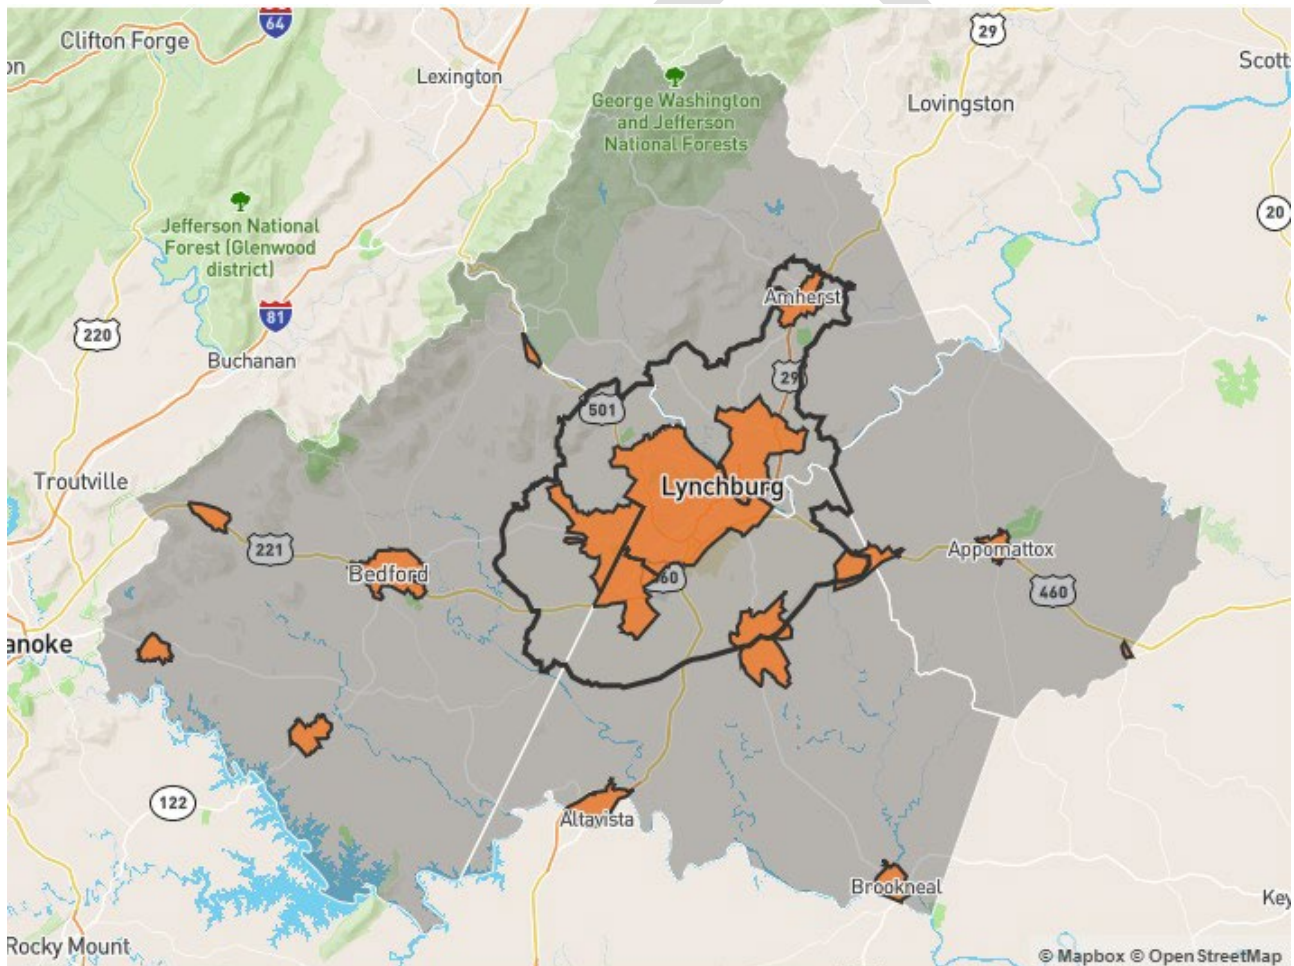 64
Clifton Forge
29
on
Lexington
Scotts
George Washington
and Jefferson
National Forests
Lovingston
20
Jefferson National
Forest (Glenwood
district)
81
220
Amherst
Buchanan
29
501
Troutville
Lynchburg
221
Appomattox
Bedford
60
460
anoke
122
Altavista
Brookneal
Key
Rocky Mount
© Mapbox © OpenStreetMap